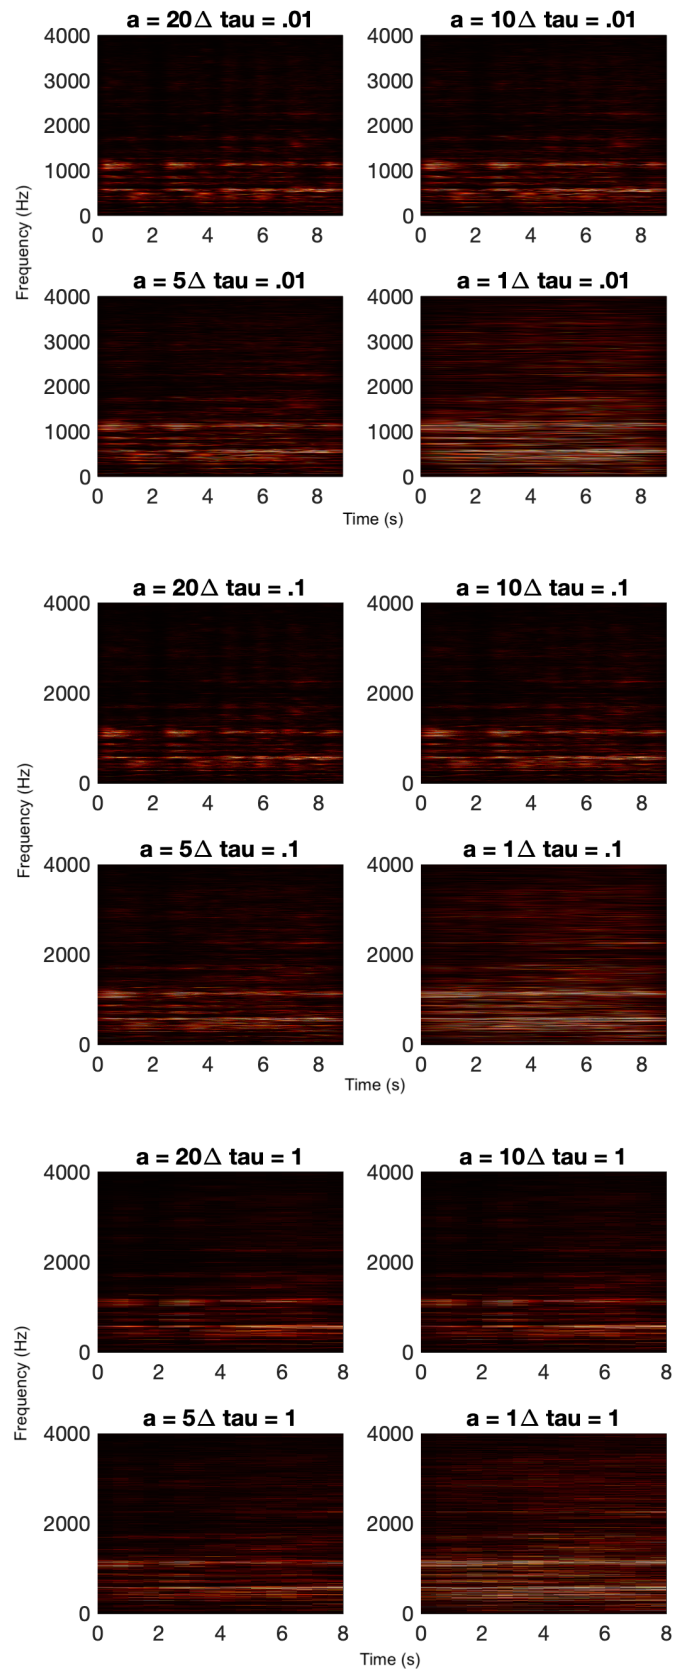 a = 20Δ tau = .01
a = 10Δ tau = .01
4000
3000
2000
1000
0
0 2 4 6 8
4000
3000
2000
1000
0
0 2 4 6 8
Frequency (Hz)
a = 5Δ tau = .01
a = 1Δ tau = .01
4000
3000
2000
1000
0
0 2 4 6 8
4000
3000
2000
1000
0
0 2 4 6 8
Time (s)
a = 20Δ tau = .1
a = 10Δ tau = .1
4000
2000
0
0 2 4 6 8
4000
2000
0
0 2 4 6 8
Frequency (Hz)
a = 5Δ tau = .1
a = 1Δ tau = .1
4000
2000
0
0 2 4 6 8
4000
2000
0
0 2 4 6 8
Time (s)
a = 20Δ tau = 1
a = 10Δ tau = 1
4000
2000
0
0 2 4 6 8
4000
2000
0
0 2 4 6 8
Frequency (Hz)
a = 5Δ tau = 1
a = 1Δ tau = 1
4000
2000
0
0 2 4 6 8
4000
2000
0
0 2 4 6 8
Time (s)